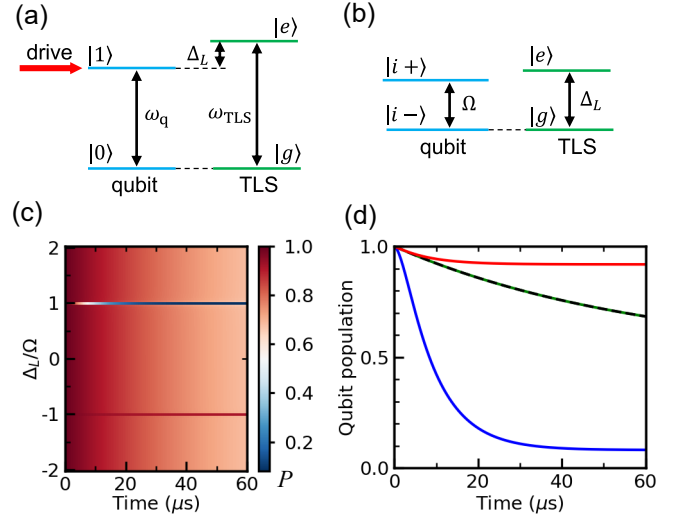 (a)
drive
|1⟩
Δ_L
|e⟩
ω_q
ω_TLS
|0⟩
|g⟩
qubit
TLS
(b)
|i +⟩
|e⟩
Ω
Δ_L
|i −⟩
|g⟩
qubit
TLS
(c)
2
1
0
-1
-2
Δ_L/Ω
0
20
40
60
Time (μs)
1.0
0.8
0.6
0.4
0.2
P
(d)
1.0
0.5
0.0
Qubit population
0
20
40
60
Time (μs)